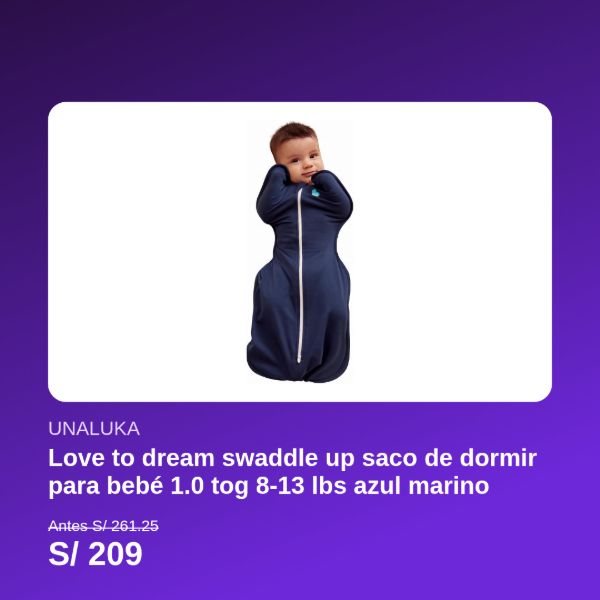 UNALUKA
Love to dream swaddle up saco de dormir
para bebé 1.0 tog 8-13 lbs azul marino
Antes S/ 261.25
S/ 209